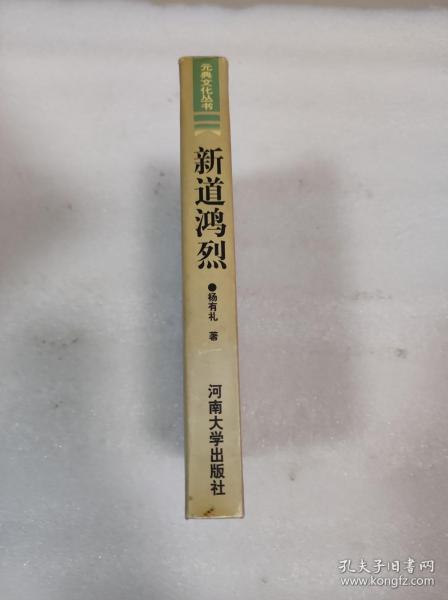 元典文化丛书
新道鸿烈
●杨有礼 著
河南大学出版社
孔夫子旧书网
www.kongfz.com